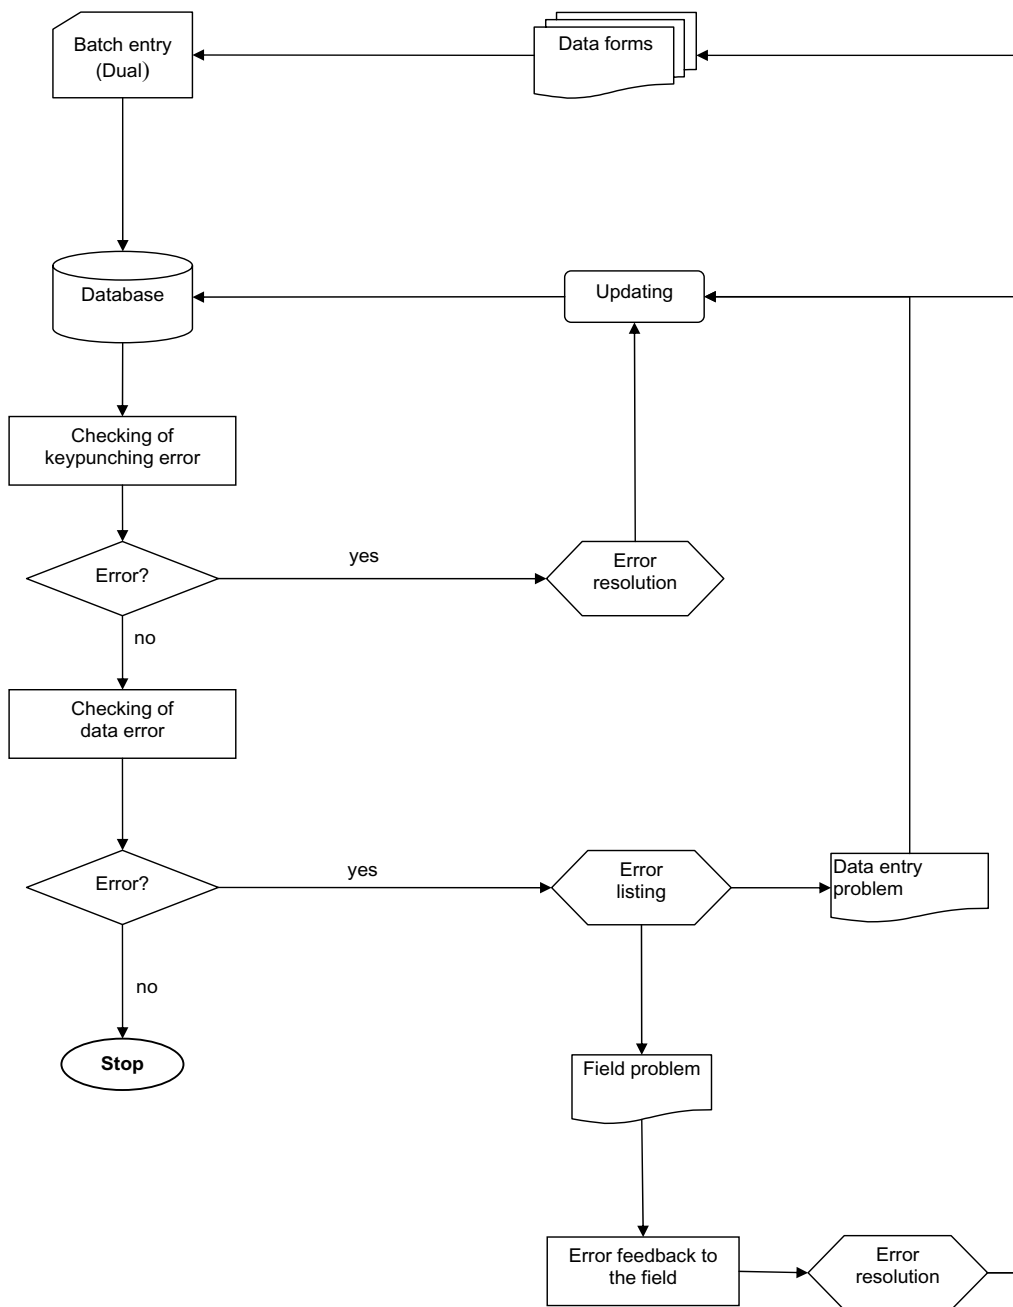 Batch entry
(Dual)
Data forms
Database
Updating
Checking of
keypunching error
Error?
yes
Error
resolution
no
Checking of
data error
Error?
yes
Error
listing
Data entry
problem
no
Stop
Field problem
Error feedback to
the field
Error
resolution